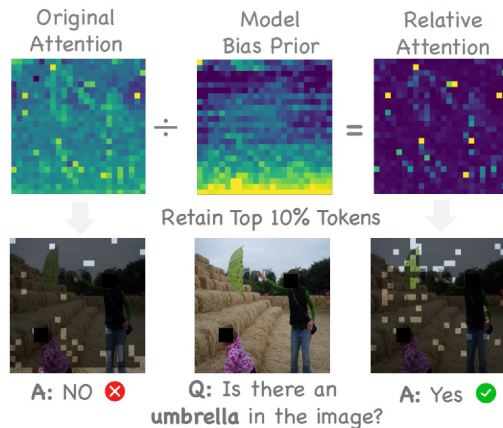 Original Attention
Model Bias Prior
Relative Attention
÷
=
Retain Top 10% Tokens
A: NO
Q: Is there an umbrella in the image?
A: Yes